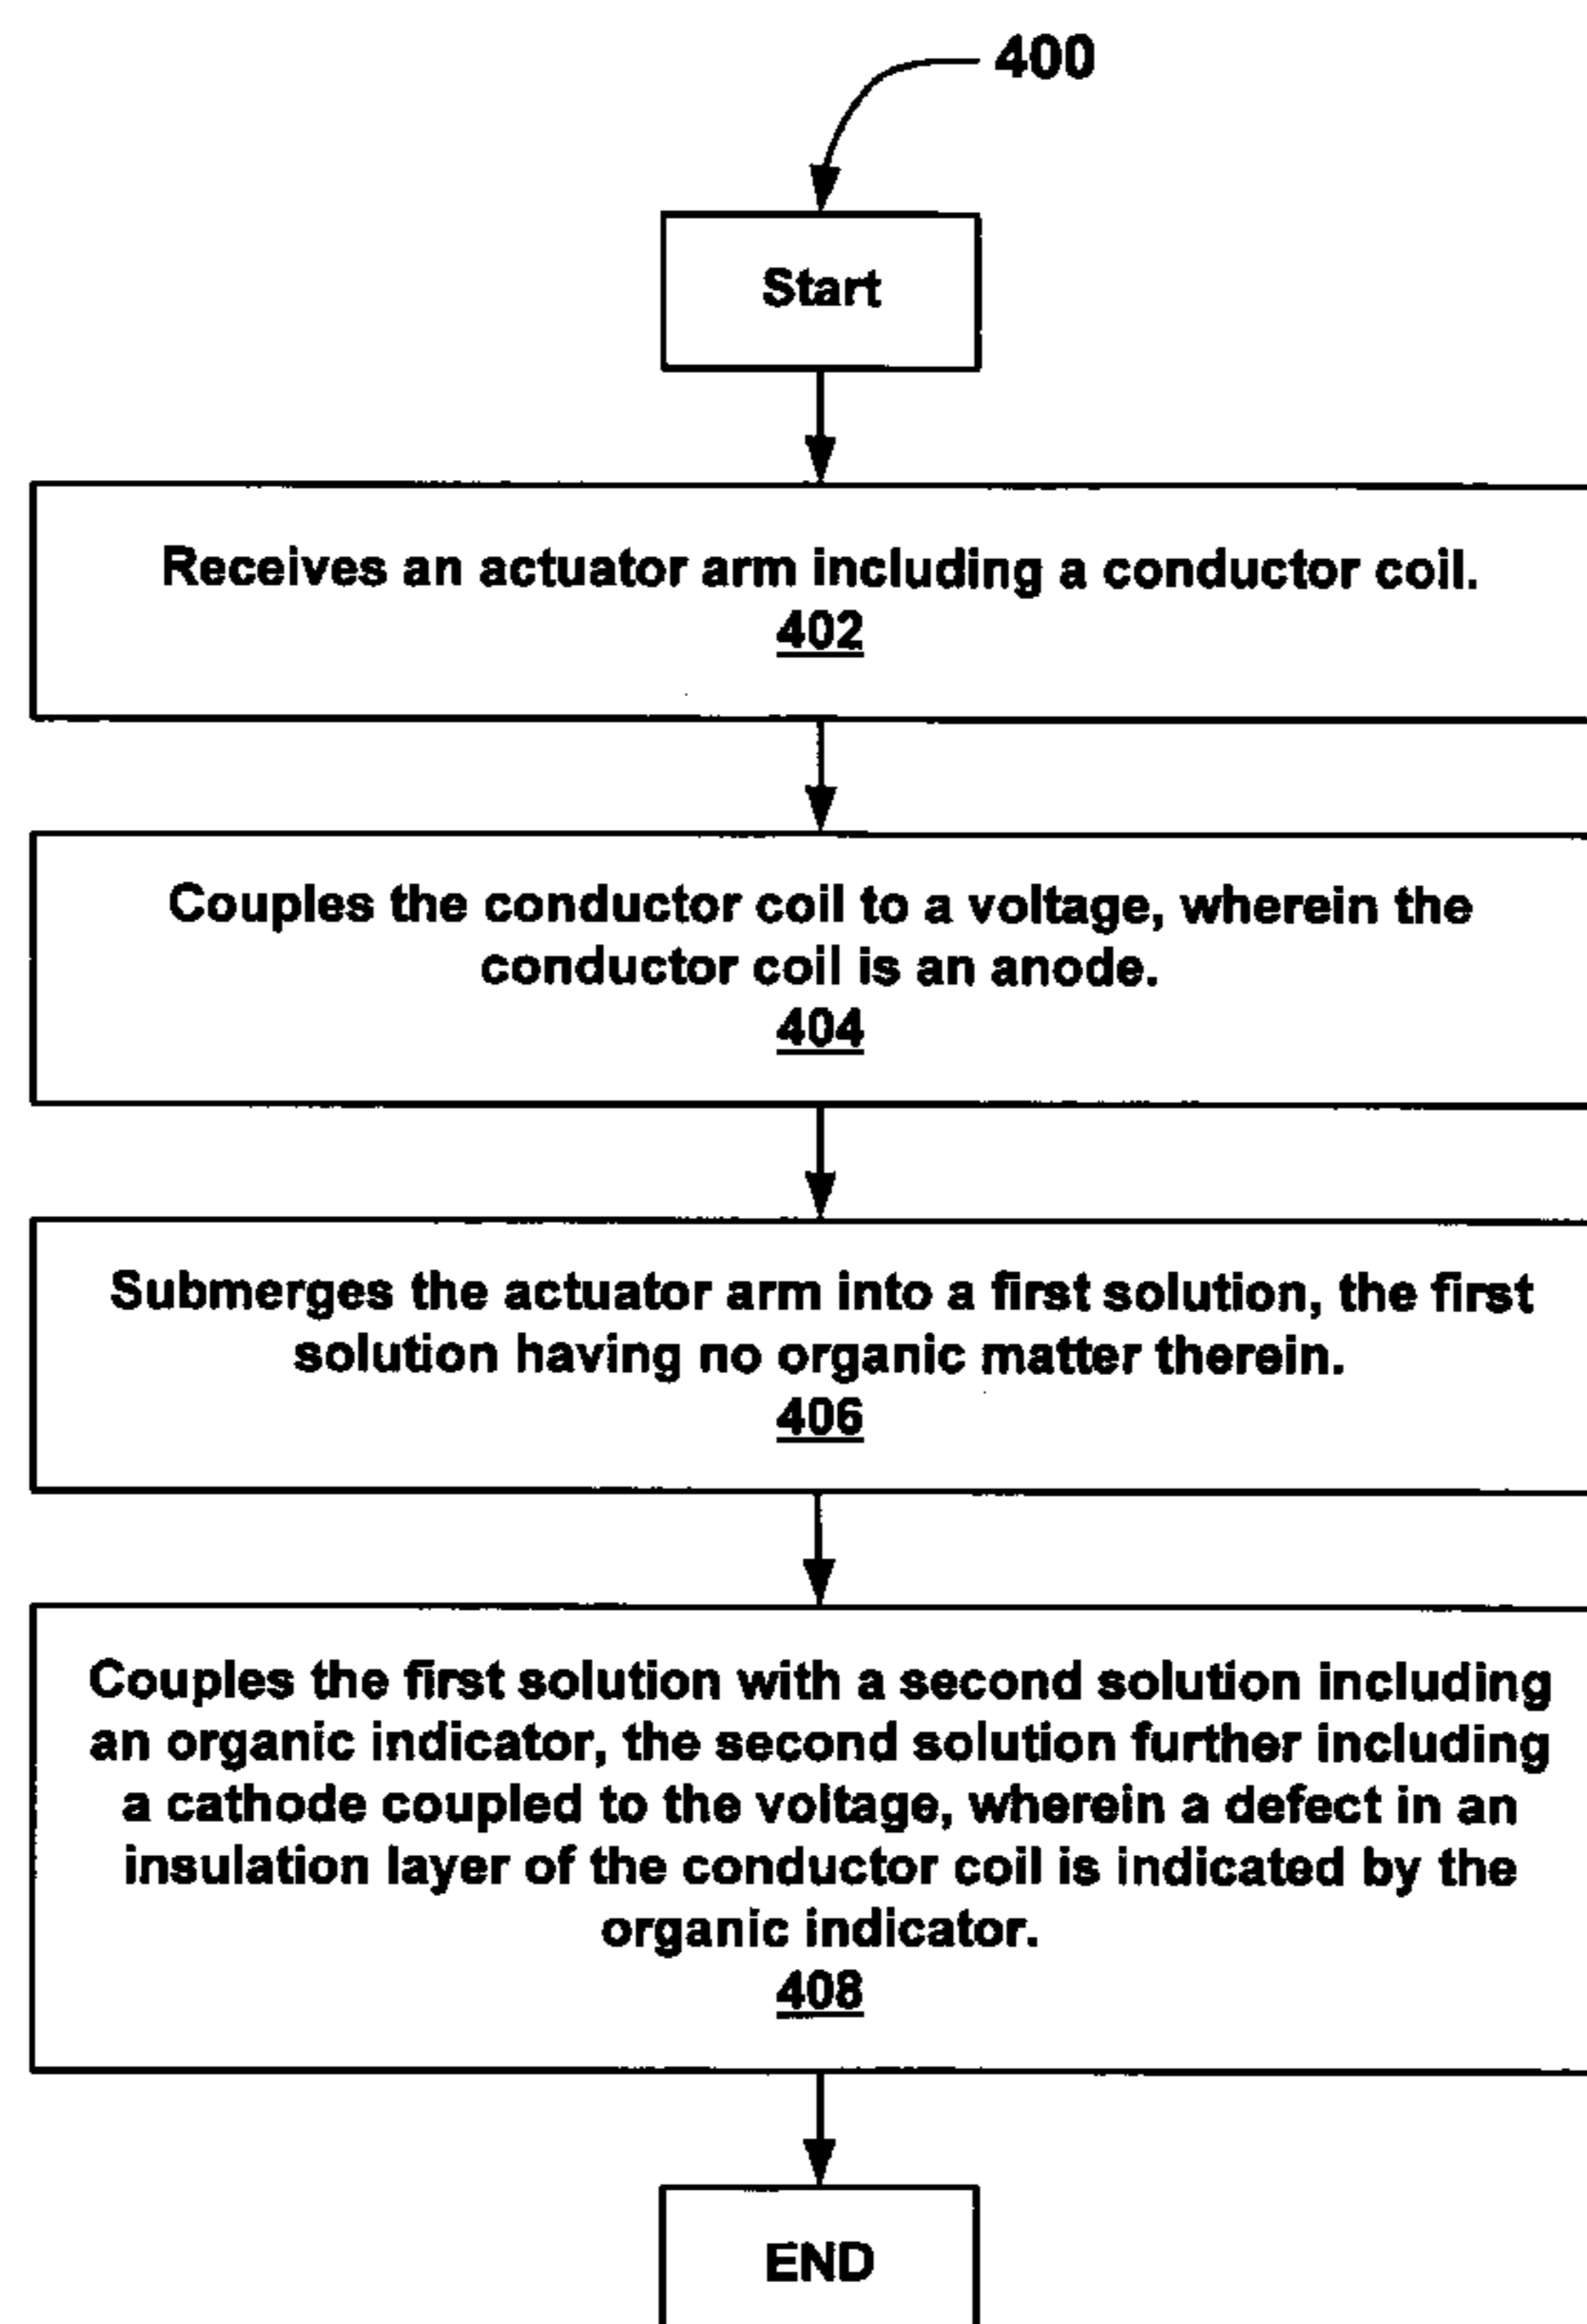 400
Start
Receives an actuator arm including a conductor coil.
402
Couples the conductor coil to a voltage, wherein the
conductor coil is an anode.
404
Submerges the actuator arm into a first solution, the first
solution having no organic matter therein.
406
Couples the first solution with a second solution including
an organic indicator, the second solution further including
a cathode coupled to the voltage, wherein a defect in an
insulation layer of the conductor coil is indicated by the
organic indicator.
408
END